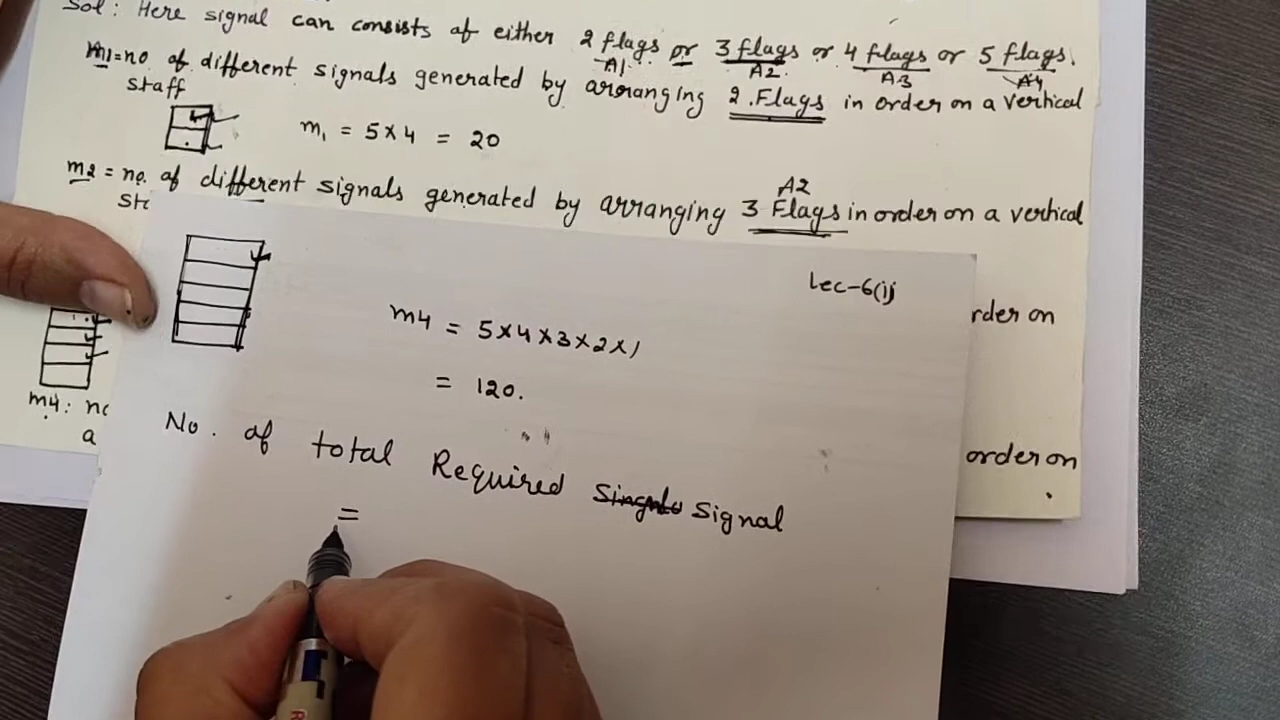 Sol: Here signal can consists of either 2 flags or 3 flags or 4 flags or 5 flags.
A1 A2 A3 A4
m1=no of different signals generated by arranging 2.Flags in order on a vertical
staff
m1 = 5×4 = 20
m2 = no. of different signals generated by arranging 3 Flags in order on a vertical
A2
Lec-6(i)
rder on
m4 = 5×4×3×2×1
= 120.
m4: no
a
order on
No. of total Required signal
=